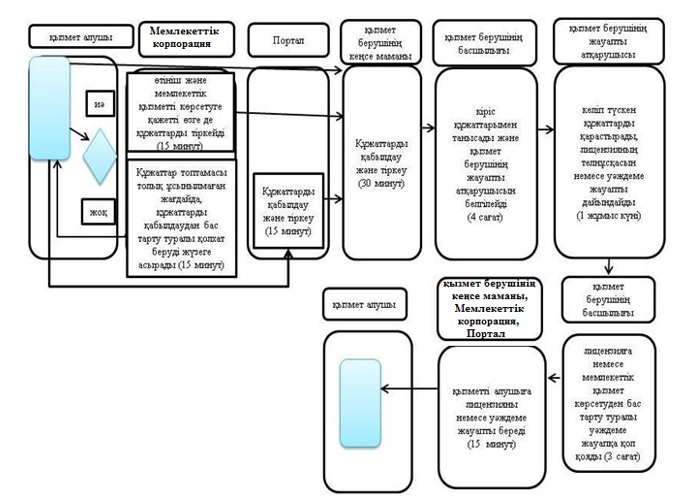 қызмет алушы
Мемлекеттік
корпорация
Портал
қызмет
берушінің
кеңсе маманы
қызмет
берушінің
басшылығы
қызмет
берушінің
жауапты
атқарушысы
иә
жоқ
өтініш және
мемлекеттік
қызметті көрсетуге
қажетті өзге де
құжаттарды тіркейді
(15 минут)
Құжаттар топтамасы
толық ұсынылмаған
жағдайда,
құжаттарды
қабылдаудан бас
тарту туралы қолхат
беруді жүзеге
асырады (15 минут)
Құжаттарды
қабылдау
және тіркеу
(15 минут)
Құжаттарды
қабылдау
және тіркеу
(30 минут)
кіріс
құжаттарымен
танысады және
қызмет
берушінің
жауапты
атқарушысын
белгілейді
(4 сағат)
келіп түскен
құжаттарды
қарастырады,
лицензияның
телнұсқасын
немесе уәждеме
жауапты
дайындайды
(1 жұмыс күні)
қызмет алушы
қызмет берушінің
кеңсе маманы,
Мемлекеттік
корпорация,
Портал
қызмет
берушінің
басшылығы
қызметті алушыға
лицензияны
немесе уәждеме
жауапты береді
(15 минут)
лицензияға
немесе
мемлекеттік
қызмет
көрсетуден бас
тарту туралы
уәждеме
жауапқа қол
қояды (3 сағат)